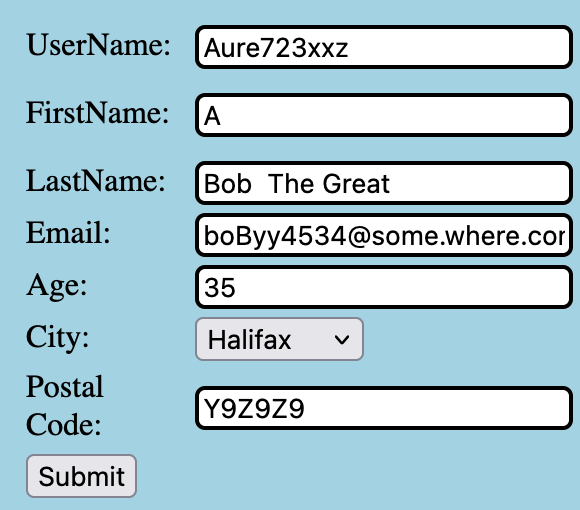 UserName: Aure723xxz
FirstName: A
LastName: Bob  The Great
Email: boByy4534@some.where.cor
Age: 35
City: Halifax
Postal
Code: Y9Z9Z9
Submit